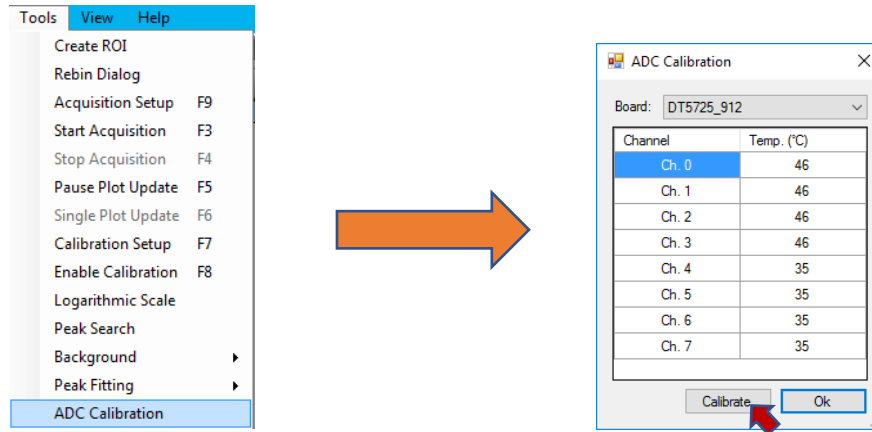 Tools View Help
Create ROI
Rebin Dialog
Acquisition Setup F9
Start Acquisition F3
Stop Acquisition F4
Pause Plot Update F5
Single Plot Update F6
Calibration Setup F7
Enable Calibration F8
Logarithmic Scale
Peak Search
Background
Peak Fitting
ADC Calibration
ADC Calibration
Board: DT5725_912
Channel Temp. (°C)
Ch. 0 46
Ch. 1 46
Ch. 2 46
Ch. 3 46
Ch. 4 35
Ch. 5 35
Ch. 6 35
Ch. 7 35
Calibrate Ok